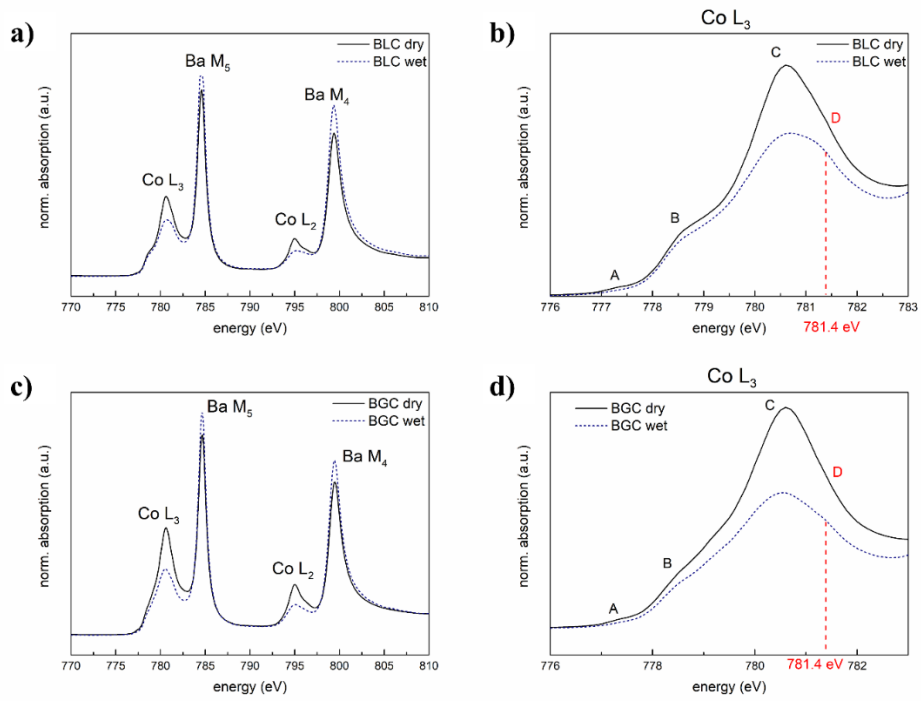 a)
BLC dry
BLC wet
Ba M5
Ba M4
Co L3
Co L2
norm. absorption (a.u.)
770 775 780 785 790 795 800 805 810
energy (eV)
b)
Co L3
BLC dry
BLC wet
C
D
B
A
norm. absorption (a.u.)
776 777 778 779 780 781 782 783
energy (eV)
781.4 eV
c)
Ba M5
BGC dry
BGC wet
Ba M4
Co L3
Co L2
norm. absorption (a.u.)
770 775 780 785 790 795 800 805 810
energy (eV)
d)
Co L3
BGC dry
BGC wet
C
D
B
A
norm. absorption (a.u.)
776 778 780 782
781.4 eV
energy (eV)